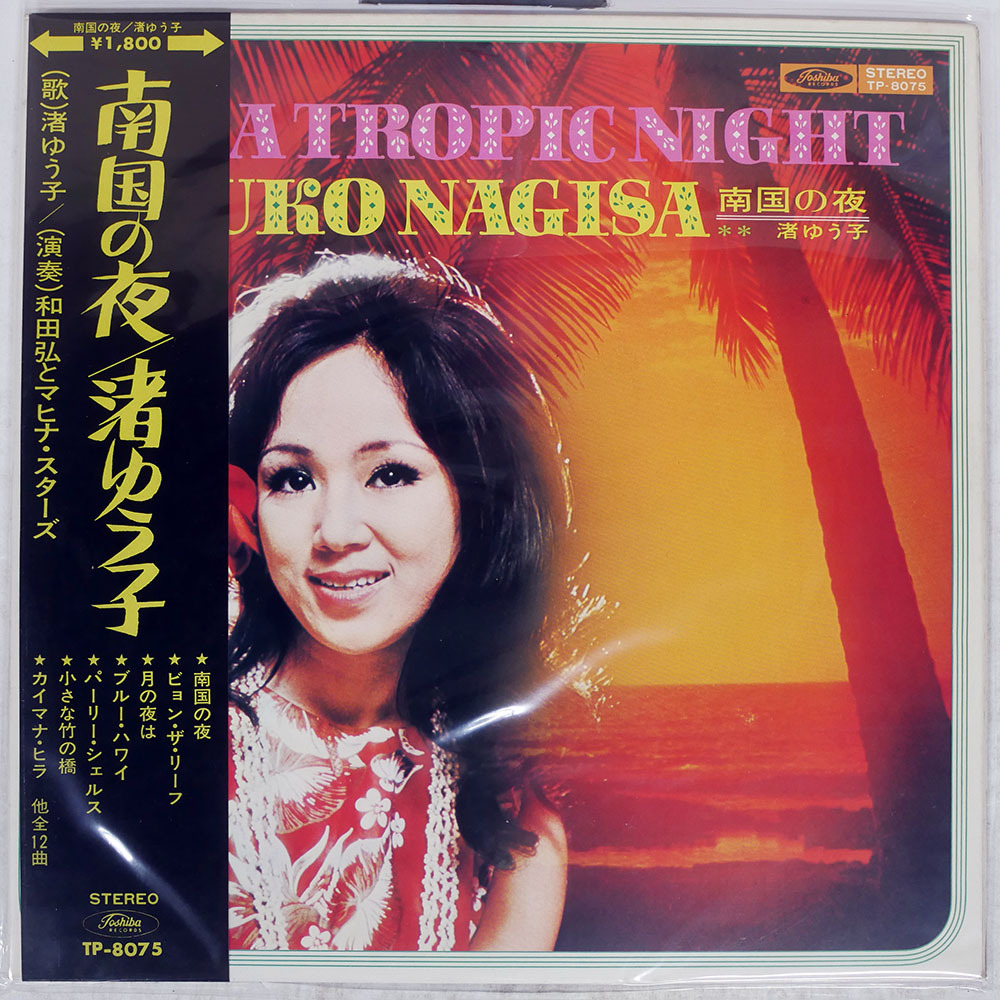 南国の夜／渚ゆう子
¥1,800
南国の夜／渚ゆう子
(歌)渚ゆう子／(演奏)和田弘とマヒナ・スターズ
★南国の夜
★ビヨン・ザ・リーフ
★月の夜は
★ブルー・ハワイ
★パーリー・シェルス
★小さな竹の橋
★カイマナ・ヒラ 他全12曲
STEREO
Toshiba
RECORDS
TP-8075
Toshiba
RECORDS
STEREO
TP-8075
A TROPIC NIGHT
UKO NAGISA**
南国の夜
渚ゆう子